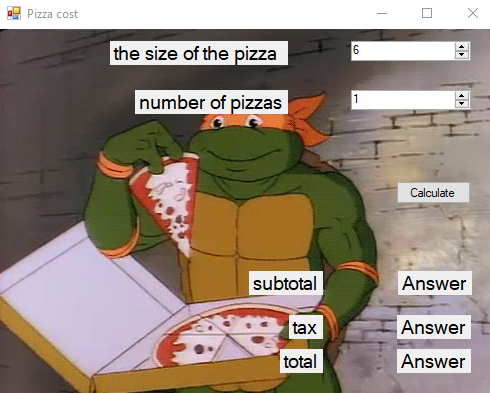 Pizza cost
the size of the pizza 6
number of pizzas 1
Calculate
subtotal Answer
tax Answer
total Answer